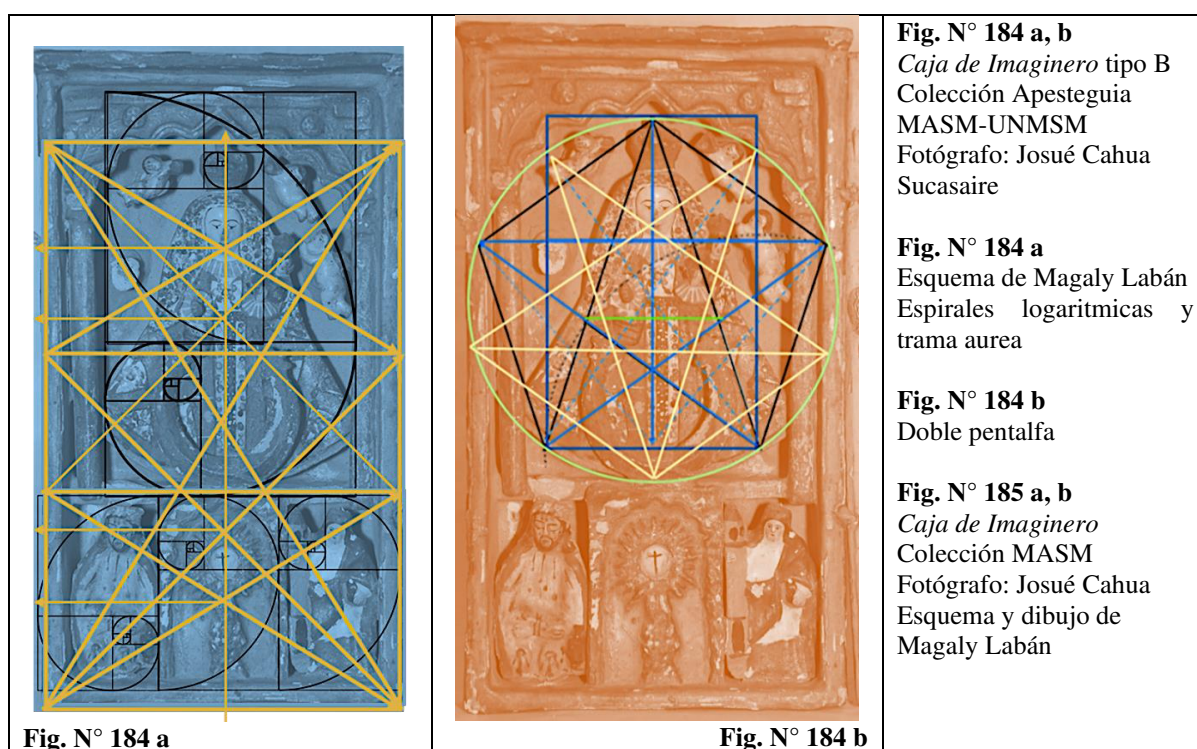 Fig. N° 184 a
Fig. N° 184 b
Fig. N° 184 a, b
Caja de Imaginero tipo B
Colección Apesteguia
MASM-UNMSM
Fotógrafo: Josué Cahua
Sucasaire
Fig. N° 184 a
Esquema de Magaly Labán
Espirales logaritmicas y
trama aurea
Fig. N° 184 b
Doble pentalfa
Fig. N° 185 a, b
Caja de Imaginero
Colección MASM
Fotógrafo: Josué Cahua
Esquema y dibujo de
Magaly Labán